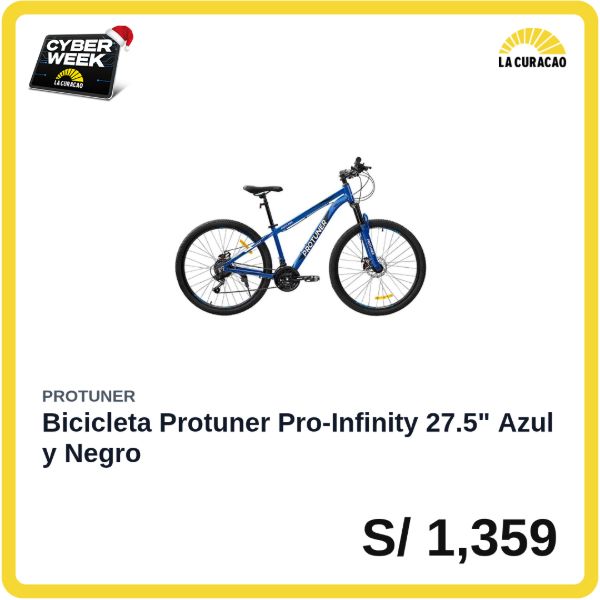 CYBER
WEEK
LA CURACAO
LA CURACAO
PROTUNER
PROTUNER
Bicicleta Protuner Pro-Infinity 27.5" Azul
y Negro
S/ 1,359